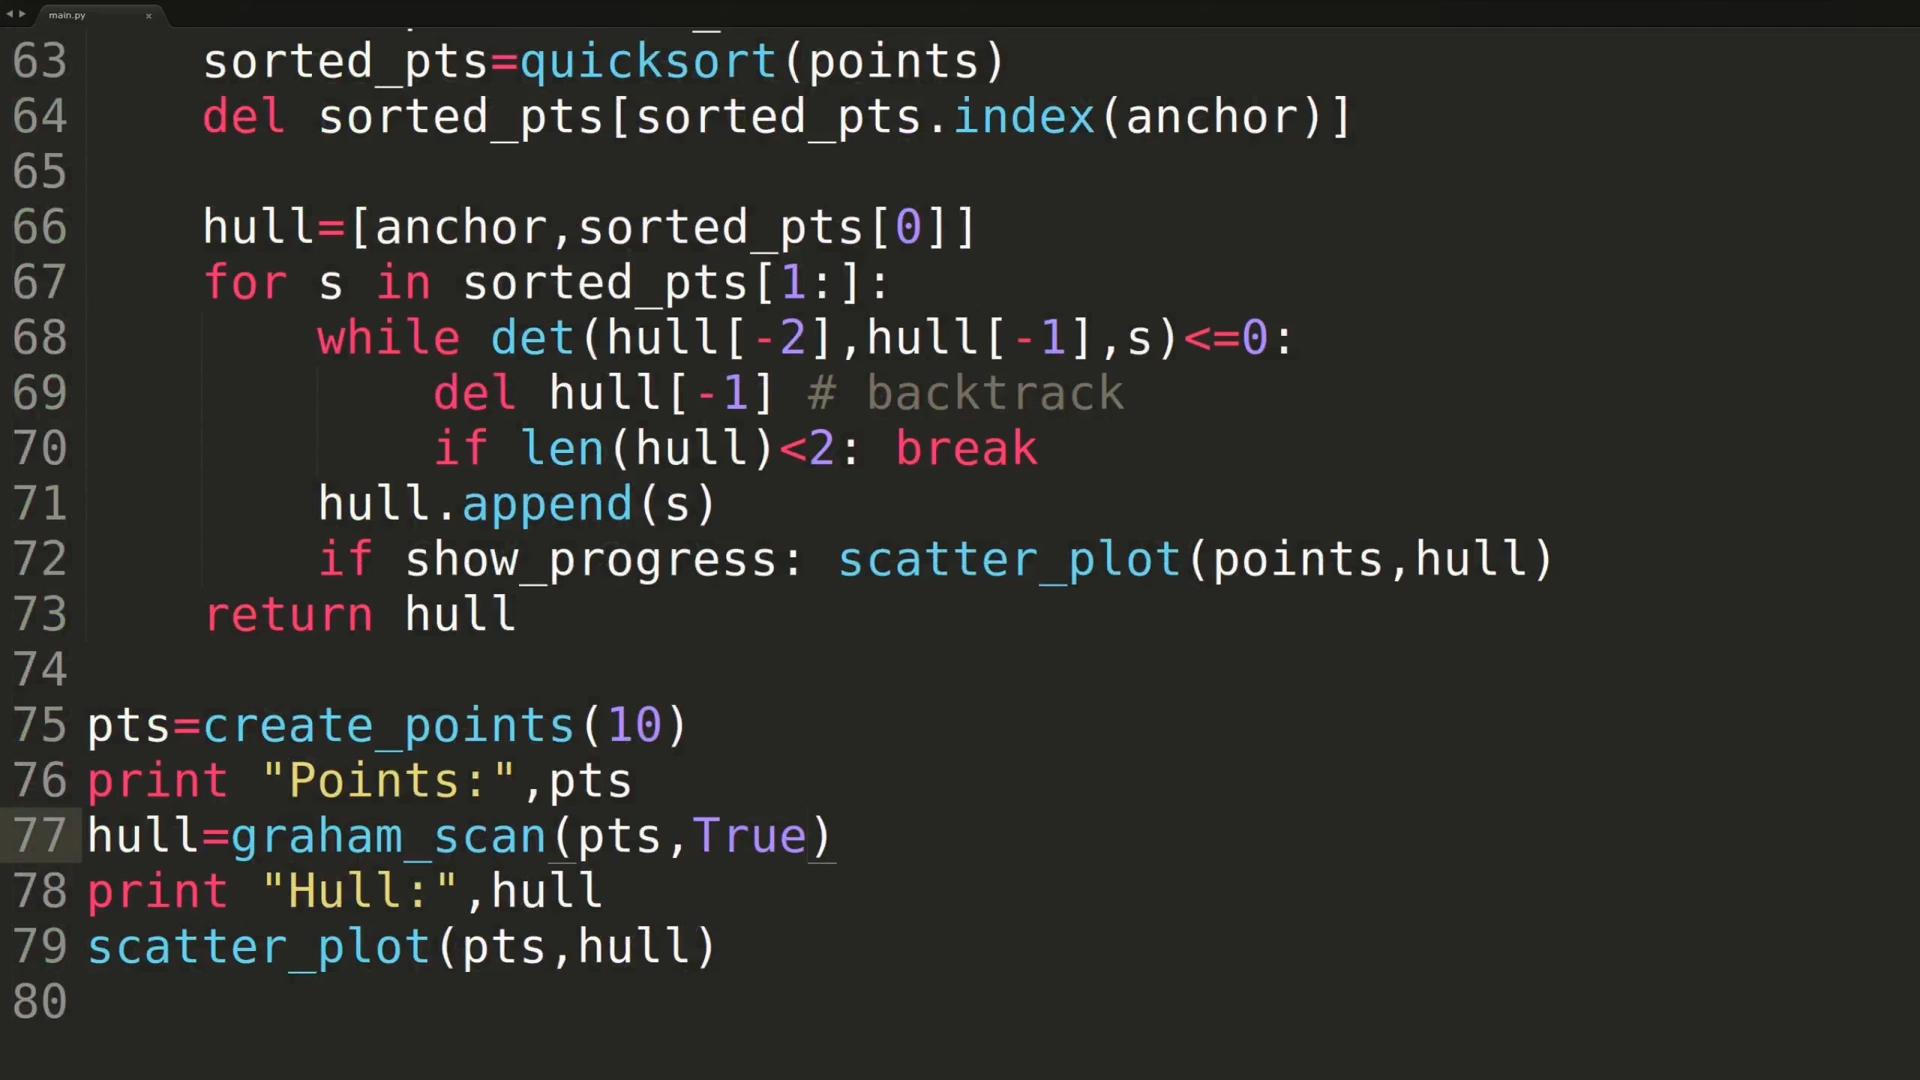 main.py ×
63 sorted_pts=quicksort(points)
64 del sorted_pts[sorted_pts.index(anchor)]
65
66 hull=[anchor,sorted_pts[0]]
67 for s in sorted_pts[1:]:
68 while det(hull[-2],hull[-1],s)<=0:
69 del hull[-1] # backtrack
70 if len(hull)<2: break
71 hull.append(s)
72 if show_progress: scatter_plot(points,hull)
73 return hull
74
75 pts=create_points(10)
76 print "Points:",pts
77 hull=graham_scan(pts,True)
78 print "Hull:",hull
79 scatter_plot(pts,hull)
80